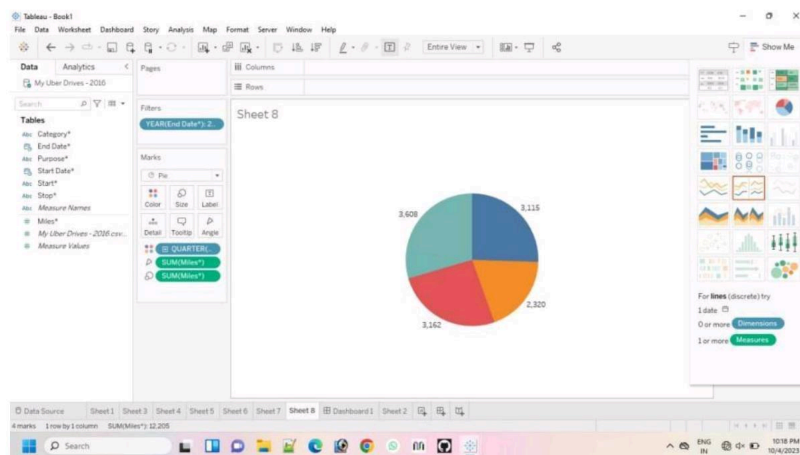 Tableau - Book1
File Data Worksheet Dashboard Story Analysis Map Format Server Window Help
Entire View
Show Me
Data Analytics
My Uber Drives - 2016
Search
Tables
Abc Category*
End Date*
Abc Purpose*
Start Date*
Abc Start*
Abc Stop*
Abc Measure Names
# Miles*
# My Uber Drives - 2016.csv...
# Measure Values
Pages
Filters
YEAR(End Date*): 2..
Marks
Pie
Color Size Label
Detail Tooltip Angle
QUARTER(..
SUM(Miles*)
SUM(Miles*)
Columns
Rows
Sheet 8
3,608
3,115
2,320
3,162
For lines (discrete) try
1 date
0 or more Dimensions
1 or more Measures
Data Source Sheet 1 Sheet 3 Sheet 4 Sheet 5 Sheet 6 Sheet 7 Sheet 8 Dashboard 1 Sheet 2
4 marks 1 row by 1 column SUM(Miles*): 12,205
Search
ENG
IN
10:18 PM
10/4/2023